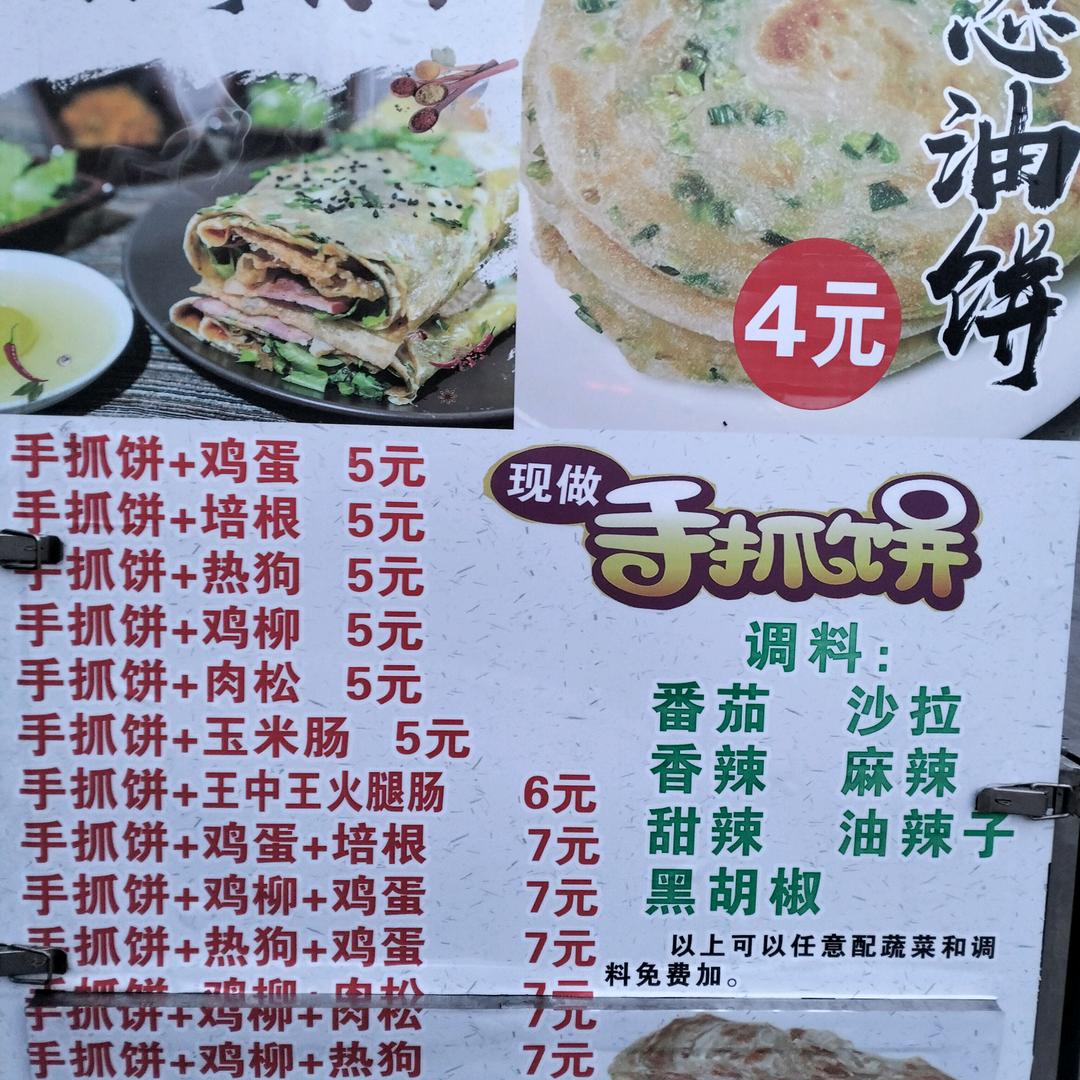 葱油饼
4元
手抓饼+鸡蛋 5元
手抓饼+培根 5元
手抓饼+热狗 5元
手抓饼+鸡柳 5元
手抓饼+肉松 5元
手抓饼+玉米肠 5元
手抓饼+王中王火腿肠 6元
手抓饼+鸡蛋+培根 7元
手抓饼+鸡柳+鸡蛋 7元
手抓饼+热狗+鸡蛋 7元
手抓饼+鸡柳+肉松 7元
手抓饼+鸡柳+热狗 7元
现做
手抓饼
调料:
番茄 沙拉
香辣 麻辣
甜辣 油辣子
黑胡椒
以上可以任意配蔬菜和调
料免费加。